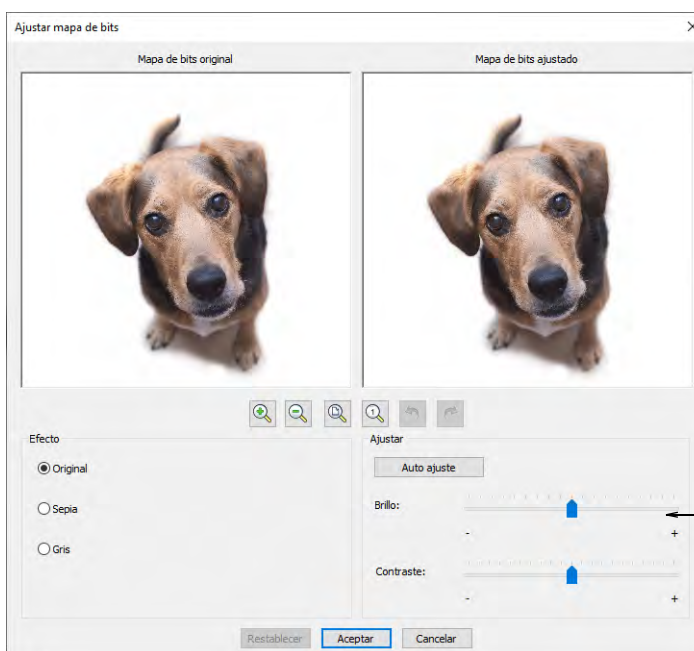 Ajustar mapa de bits
Mapa de bits original
Mapa de bits ajustado
1
Efecto
Original
Sepia
Gris
Ajustar
Auto ajuste
Brillo:
- +
Contraste:
- +
Restablecer Aceptar Cancelar